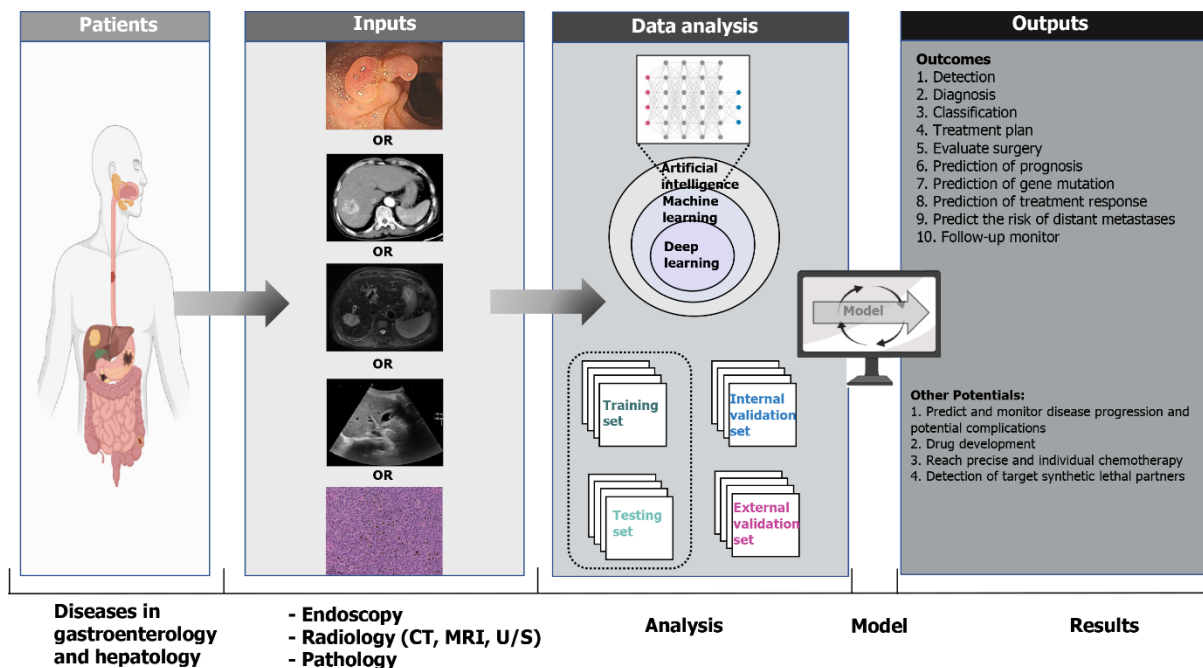 Patients
Inputs
Data analysis
Outputs
OR
OR
OR
OR
Artificial
intelligence
Machine
learning
Deep
learning
Training
set
Internal
validation
set
Testing
set
External
validation
set
Model
Outcomes
1. Detection
2. Diagnosis
3. Classification
4. Treatment plan
5. Evaluate surgery
6. Prediction of prognosis
7. Prediction of gene mutation
8. Prediction of treatment response
9. Predict the risk of distant metastases
10. Follow-up monitor
Other Potentials:
1. Predict and monitor disease progression and
potential complications
2. Drug development
3. Reach precise and individual chemotherapy
4. Detection of target synthetic lethal partners
Diseases in
gastroenterology
and hepatology
- Endoscopy
- Radiology (CT, MRI, U/S)
- Pathology
Analysis
Model
Results